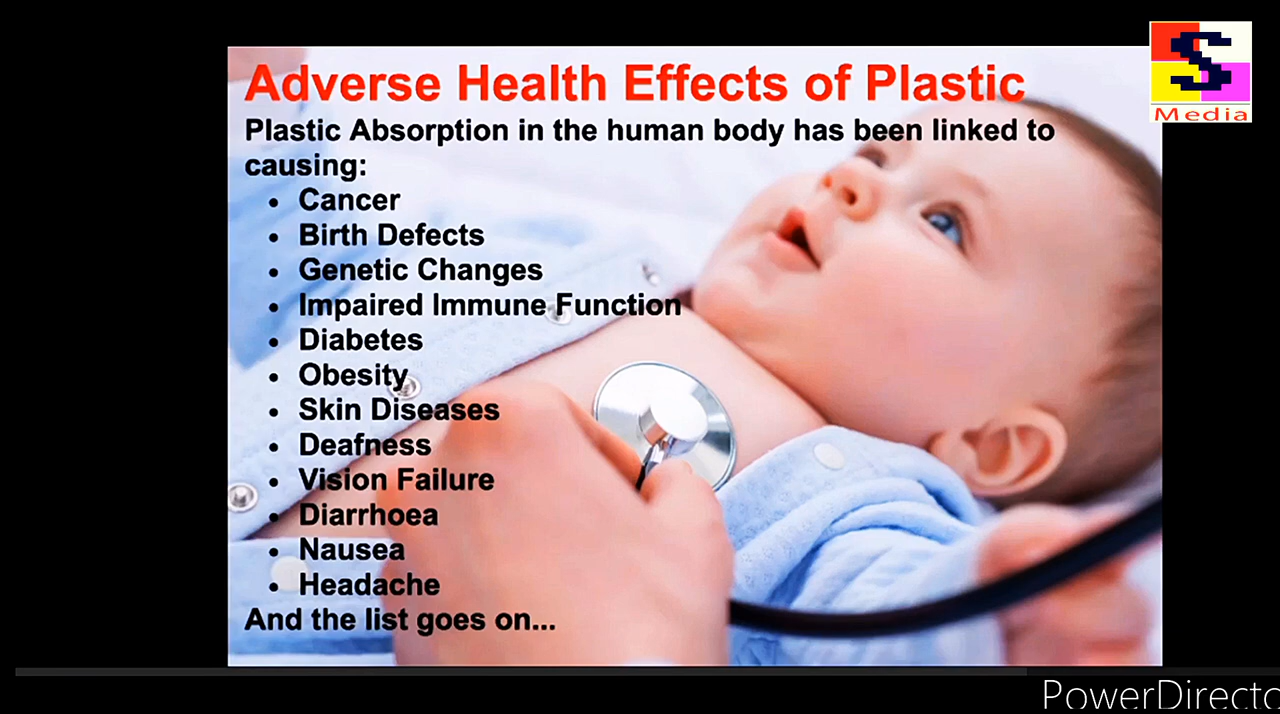 S
Media
Adverse Health Effects of Plastic
Plastic Absorption in the human body has been linked to
causing:
• Cancer
• Birth Defects
• Genetic Changes
• Impaired Immune Function
• Diabetes
• Obesity
• Skin Diseases
• Deafness
• Vision Failure
• Diarrhoea
• Nausea
• Headache
And the list goes on...
PowerDirecto